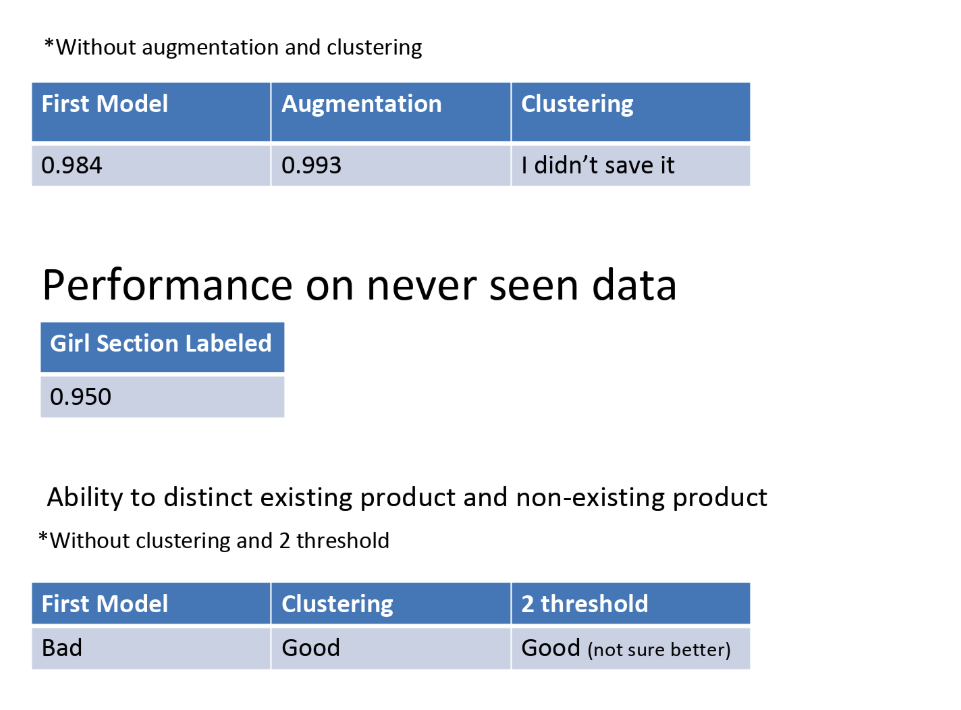 *Without augmentation and clustering
First Model Augmentation Clustering
0.984 0.993 I didn’t save it
Performance on never seen data
Girl Section Labeled
0.950
Ability to distinct existing product and non-existing product
*Without clustering and 2 threshold
First Model Clustering 2 threshold
Bad Good Good (not sure better)